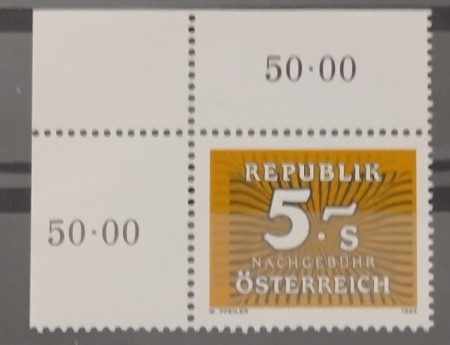 50·00
50·00
REPUBLIK
5.–S
NACHGEBÜHR
ÖSTERREICH